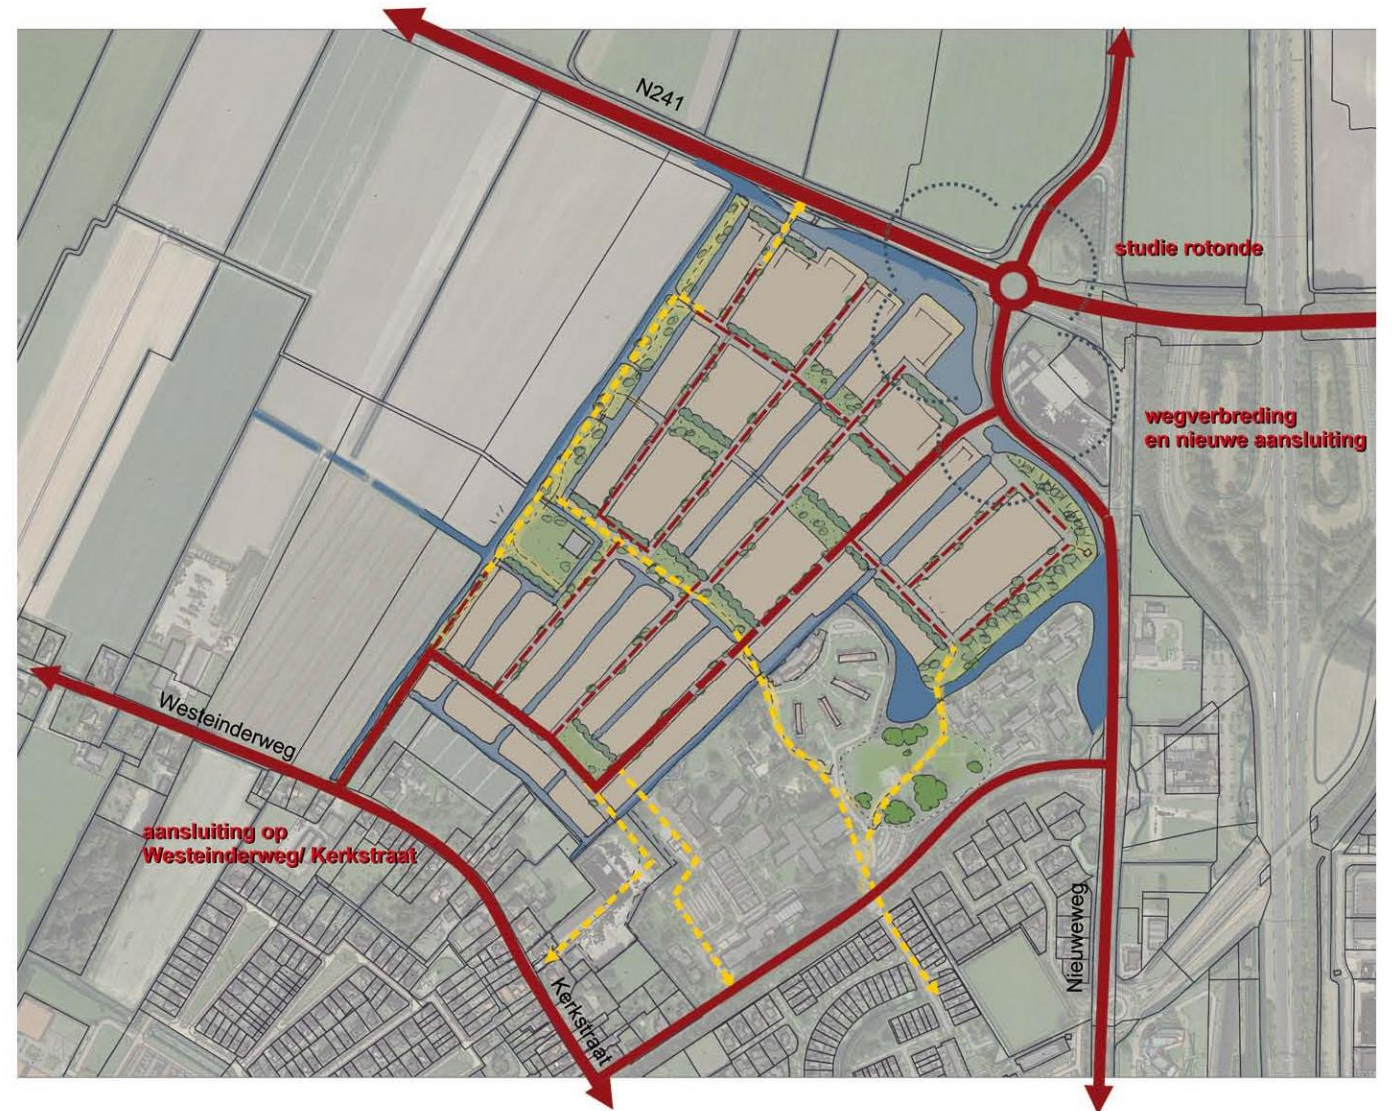 N241
studie rotonde
wegverbreding
en nieuwe aansluiting
Westeinderweg
aansluiting op
Westeinderweg/ Kerkstraat
Nieuweweg
Kerkstraat